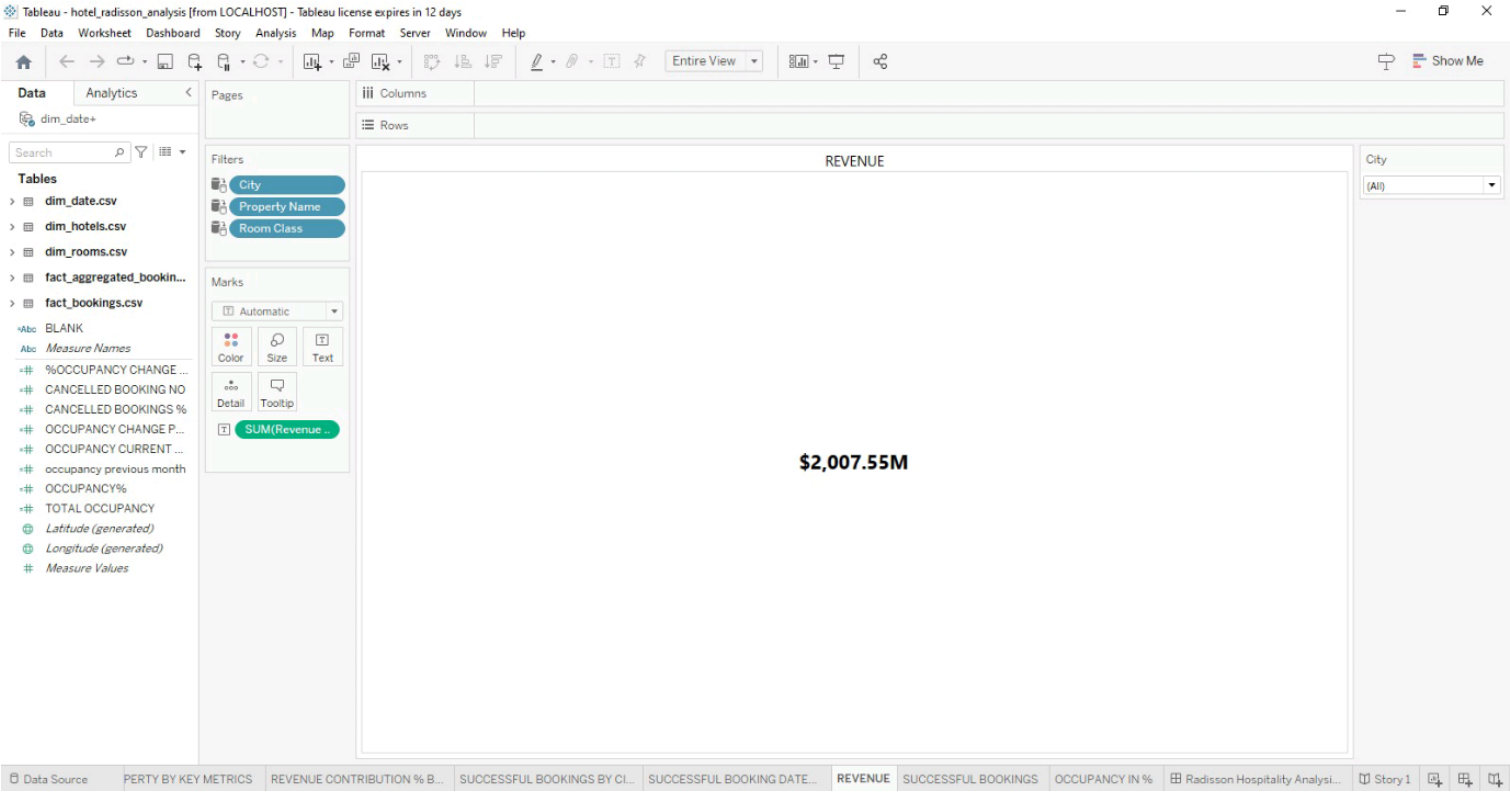 Tableau - hotel_radisson_analysis [from LOCALHOST] - Tableau license expires in 12 days
File Data Worksheet Dashboard Story Analysis Map Format Server Window Help
Entire View
Show Me
Data Analytics
dim_date+
Search
Tables
dim_date.csv
dim_hotels.csv
dim_rooms.csv
fact_aggregated_bookin...
fact_bookings.csv
Abc BLANK
Abc Measure Names
# %OCCUPANCY CHANGE ...
# CANCELLED BOOKING NO
# CANCELLED BOOKINGS %
# OCCUPANCY CHANGE P...
# OCCUPANCY CURRENT ...
# occupancy previous month
# OCCUPANCY%
# TOTAL OCCUPANCY
Latitude (generated)
Longitude (generated)
# Measure Values
Pages
Filters
City
Property Name
Room Class
Marks
Automatic
Color Size Text
Detail Tooltip
SUM(Revenue ..
Columns
Rows
REVENUE
$2,007.55M
City
(All)
Data Source PERTY BY KEY METRICS REVENUE CONTRIBUTION % B... SUCCESSFUL BOOKINGS BY CI... SUCCESSFUL BOOKING DATE... REVENUE SUCCESSFUL BOOKINGS OCCUPANCY IN % Radisson Hospitality Analysi... Story 1